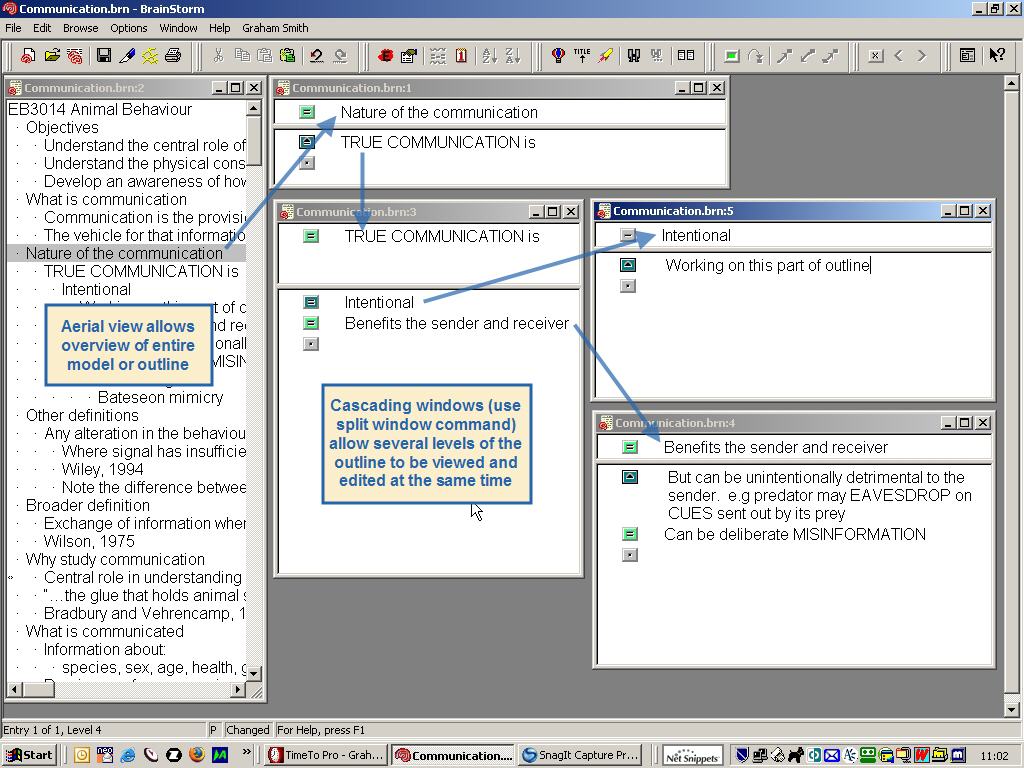 Communication.brn - BrainStorm
File Edit Browse Options Window Help Graham Smith
TITLE
Communication.brn:2
EB3014 Animal Behaviour
· Objectives
· · Understand the central role of
· · Understand the physical cons
· · Develop an awareness of how
· What is communication
· · Communication is the provisi
· · The vehicle for that informatio
· Nature of the communication
· · TRUE COMMUNICATION is
· · · Intentional
Aerial view allows
overview of entire
model or outline
· · · · · Bateseon mimicry
· Other definitions
· · Any alteration in the behaviou
· · · Where signal has insufficie
· · · Wiley, 1994
· · · Note the difference betwee
· Broader definition
· · Exchange of information wher
· · Wilson, 1975
· Why study communication
· · Central role in understanding
· · "...the glue that holds animal s
· · Bradbury and Vehrencamp, 1
· What is communicated
· · Information about:
· · · species, sex, age, health, g
Communication.brn:1
Nature of the communication
TRUE COMMUNICATION is
Communication.brn:3
TRUE COMMUNICATION is
Intentional
Benefits the sender and receiver
Cascading windows (use
split window command)
allow several levels of the
outline to be viewed and
edited at the same time
Communication.brn:5
Intentional
Working on this part of outline
Communication.brn:4
Benefits the sender and receiver
But can be unintentionally detrimental to the
sender. e.g predator may EAVESDROP on
CUES sent out by its prey
Can be deliberate MISINFORMATION
Entry 1 of 1, Level 4 P Changed For Help, press F1
Start TimeTo Pro - Grah... Communication.... SnagIt Capture Pr... Net Snippets 11:02